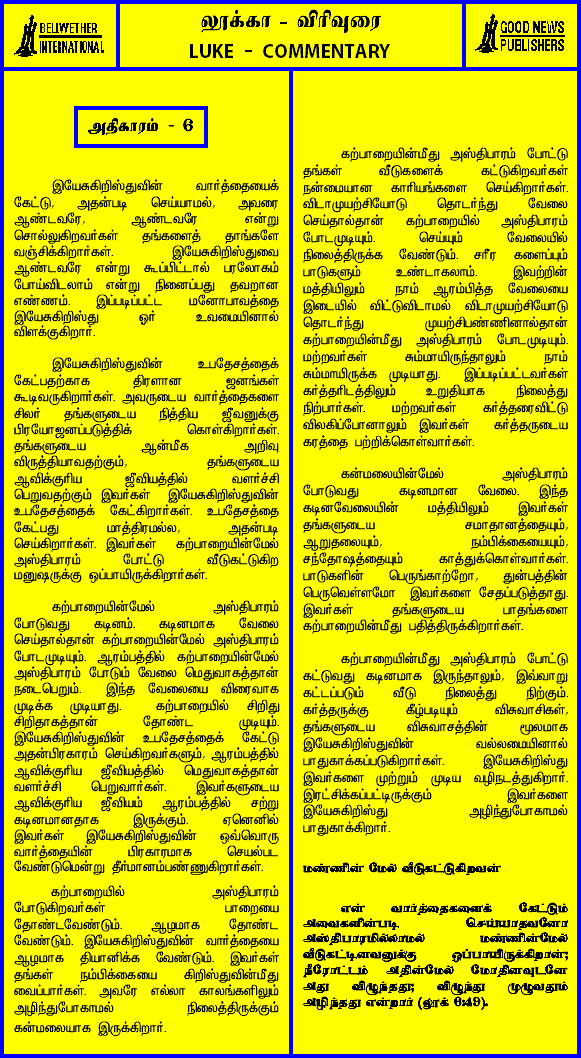 BELWETHER
INTERNATIONAL
லூக்கா - விரிவுரை
LUKE - COMMENTARY
GOOD NEWS
PUBLISHERS
அதிகாரம் - 6
இயேசுகிறிஸ்துவின் வார்த்தையைக்
கேட்டு, அதன்படி செய்யாமல், அவரை
ஆண்டவரே, ஆண்டவரே என்று
சொல்லுகிறவர்கள் தங்களைத் தாங்களே
வஞ்சிக்கிறார்கள். இயேசுகிறிஸ்துவை
ஆண்டவரே என்று கூப்பிட்டால் பரலோகம்
போய்விடலாம் என்று நினைப்பது தவறான
எண்ணம். இப்படிப்பட்ட மனோபாவத்தை
இயேசுகிறிஸ்து ஓர் உவமையினால்
விளக்குகிறார்.
இயேசுகிறிஸ்துவின் உபதேசத்தைக்
கேட்பதற்காக திரளான ஜனங்கள்
கூடிவருகிறார்கள். அவருடைய வார்த்தைகளை
சிலர் தங்களுடைய நித்திய ஜீவனுக்கு
பிரயோஜனப்படுத்திக் கொள்கிறார்கள்.
தங்களுடைய ஆன்மீக அறிவு
விருத்தியாவதற்கும், தங்களுடைய
ஆவிக்குரிய ஜீவியத்தில் வளர்ச்சி
பெறுவதற்கும் இவர்கள் இயேசுகிறிஸ்துவின்
உபதேசத்தைக் கேட்கிறார்கள். உபதேசத்தை
கேட்பது மாத்திரமல்ல, அதன்படி
செய்கிறார்கள். இவர்கள் கற்பாறையின்மேல்
அஸ்திபாரம் போட்டு வீடுகட்டுகிற
மனுஷருக்கு ஒப்பாயிருக்கிறார்கள்.
கற்பாறையின்மேல் அஸ்திபாரம்
போடுவது கடினம். கடினமாக வேலை
செய்தால்தான் கற்பாறையின்மேல் அஸ்திபாரம்
போடமுடியும். ஆரம்பத்தில் கற்பாறையின்மேல்
அஸ்திபாரம் போடும் வேலை மெதுவாகத்தான்
நடைபெறும். இந்த வேலையை விரைவாக
முடிக்க முடியாது. கற்பாறையில் சிறிது
சிறிதாகத்தான் தோண்ட முடியும்.
இயேசுகிறிஸ்துவின் உபதேசத்தைக் கேட்டு
அதன்பிரகாரம் செய்கிறவர்களும், ஆரம்பத்தில்
ஆவிக்குரிய ஜீவியத்தில் மெதுவாகத்தான்
வளர்ச்சி பெறுவார்கள். இவர்களுடைய
ஆவிக்குரிய ஜீவியம் ஆரம்பத்தில் சற்று
கடினமானதாக இருக்கும். ஏனெனில்
இவர்கள் இயேசுகிறிஸ்துவின் ஒவ்வொரு
வார்த்தையின் பிரகாரமாக செயல்பட
வேண்டுமென்று தீர்மானம்பண்ணுகிறார்கள்.
கற்பாறையில் அஸ்திபாரம்
போடுகிறவர்கள் பாறையை
தோண்டவேண்டும். ஆழமாக தோண்ட
வேண்டும். இயேசுகிறிஸ்துவின் வார்த்தையை
ஆழமாக தியானிக்க வேண்டும். இவர்கள்
தங்கள் நம்பிக்கையை கிறிஸ்துவின்மீது
வைப்பார்கள். அவரே எல்லா காலங்களிலும்
அழிந்துபோகாமல் நிலைத்திருக்கும்
கன்மலையாக இருக்கிறார்.
கற்பாறையின்மீது அஸ்திபாரம் போட்டு
தங்கள் வீடுகளைக் கட்டுகிறவர்கள்
நன்மையான காரியங்களை செய்கிறார்கள்.
விடாமுயற்சியோடு தொடர்ந்து வேலை
செய்தால்தான் கற்பாறையில் அஸ்திபாரம்
போடமுடியும். செய்யும் வேலையில்
நிலைத்திருக்க வேண்டும். சரீர களைப்பும்
பாடுகளும் உண்டாகலாம். இவற்றின்
மத்தியிலும் நாம் ஆரம்பித்த வேலையை
இடையில் விட்டுவிடாமல் விடாமுயற்சியோடு
தொடர்ந்து முயற்சிபண்ணினால்தான்
கற்பாறையின்மீது அஸ்திபாரம் போடமுடியும்.
மற்றவர்கள் சும்மாயிருந்தாலும் நாம்
சும்மாயிருக்க முடியாது. இப்படிப்பட்டவர்கள்
கர்த்தரிடத்திலும் உறுதியாக நிலைத்து
நிற்பார்கள். மற்றவர்கள் கர்த்தரைவிட்டு
விலகிப்போனாலும் இவர்கள் கர்த்தருடைய
கரத்தை பற்றிக்கொள்வார்கள்.
கன்மலையின்மேல் அஸ்திபாரம்
போடுவது கடினமான வேலை. இந்த
கடினவேலையின் மத்தியிலும் இவர்கள்
தங்களுடைய சமாதானத்தையும்,
ஆறுதலையும், நம்பிக்கையையும்,
சந்தோஷத்தையும் காத்துக்கொள்வார்கள்.
பாடுகளின் பெருங்காற்றோ, துன்பத்தின்
பெருவெள்ளமோ இவர்களை சேதப்படுத்தாது.
இவர்கள் தங்களுடைய பாதங்களை
கற்பாறையின்மீது பதித்திருக்கிறார்கள்.
கற்பாறையின்மீது அஸ்திபாரம் போட்டு
கட்டுவது கடினமாக இருந்தாலும், இவ்வாறு
கட்டப்படும் வீடு நிலைத்து நிற்கும்.
கர்த்தருக்கு கீழ்படியும் விசுவாசிகள்,
தங்களுடைய விசுவாசத்தின் மூலமாக
இயேசுகிறிஸ்துவின் வல்லமையினால்
பாதுகாக்கப்படுகிறார்கள். இயேசுகிறிஸ்து
இவர்களை முற்றும் முடிய வழிநடத்துகிறார்.
இரட்சிக்கப்பட்டிருக்கும் இவர்களை
இயேசுகிறிஸ்து அழிந்துபோகாமல்
பாதுகாக்கிறார்.
மண்ணின் மேல் வீடுகட்டுகிறவன்
என் வார்த்தைகளைக் கேட்டும்
அவைகளின்படி செய்யாதவனோ
அஸ்திபாரமில்லாமல் மண்ணின்மேல்
வீடுகட்டினவனுக்கு ஒப்பாயிருக்கிறான்;
நீரோட்டம் அதின்மேல் மோதினவுடனே
அது விழுந்தது; விழுந்து முழுவதும்
அழிந்தது என்றார் (லூக் 6:49).